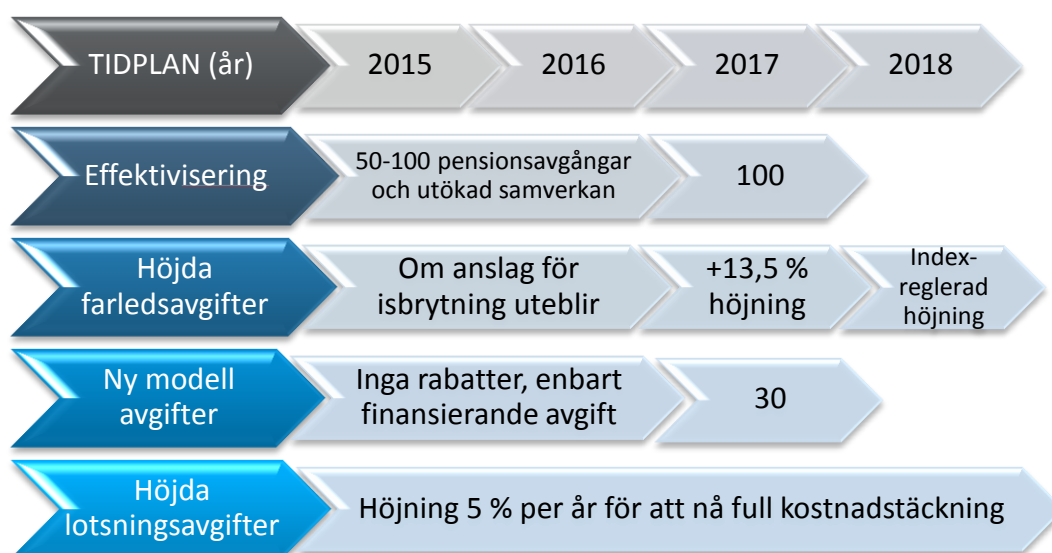 TIDPLAN (år)
2015
2016
2017
2018
Effektivisering
50-100 pensionsavgångar
och utökad samverkan
100
Höjda
farledsavgifter
Om anslag för
isbrytning uteblir
+13,5 %
höjning
Index-
reglerad
höjning
Ny modell
avgifter
Inga rabatter, enbart
finansierande avgift
30
Höjda
lotsningsavgifter
Höjning 5 % per år för att nå full kostnadstäckning